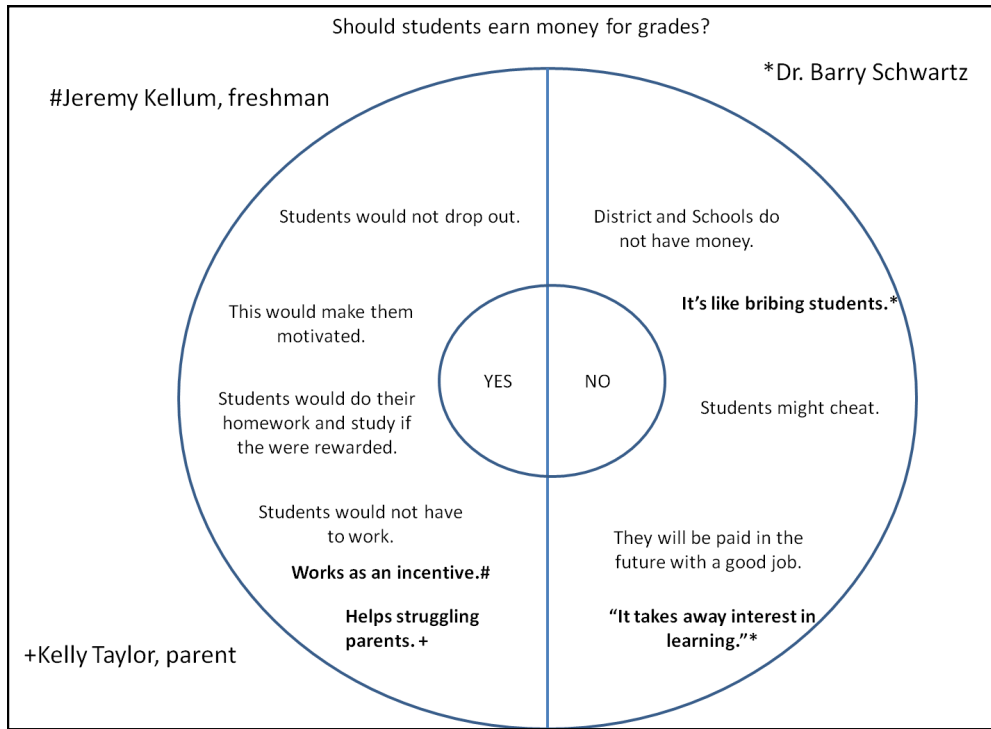 Should students earn money for grades?
*Dr. Barry Schwartz
#Jeremy Kellum, freshman
Students would not drop out.
This would make them
motivated.
Students would do their
homework and study if
the were rewarded.
Students would not have
to work.
Works as an incentive.#
Helps struggling
parents. +
+Kelly Taylor, parent
YES
NO
District and Schools do
not have money.
It’s like bribing students.*
Students might cheat.
They will be paid in the
future with a good job.
“It takes away interest in
learning.”*